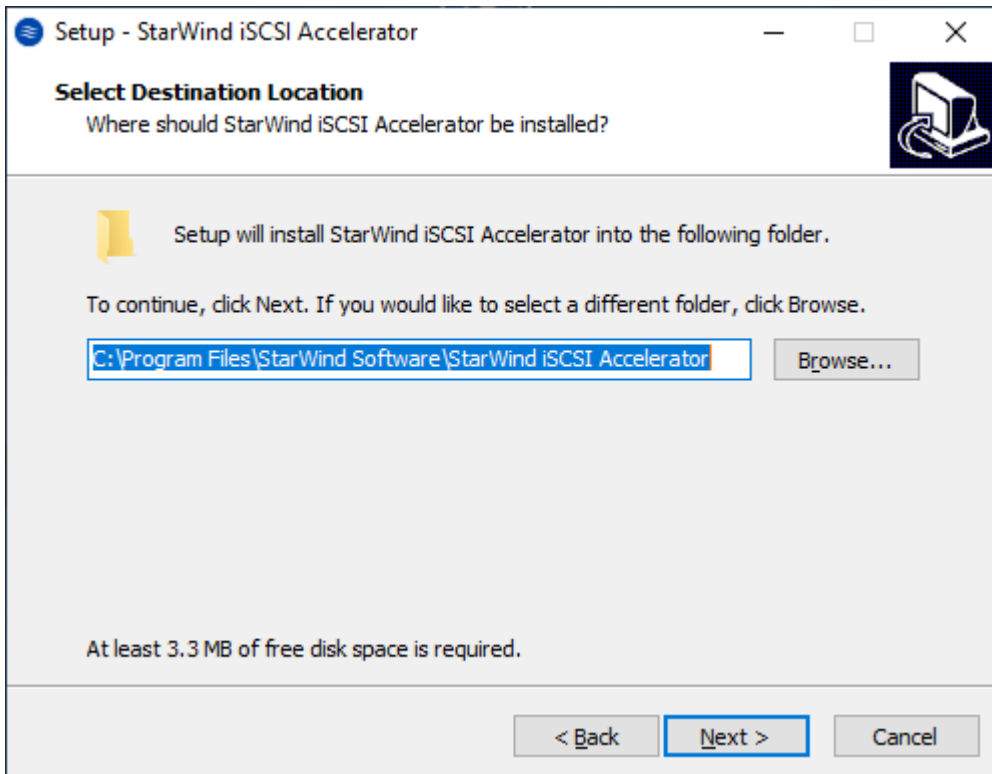 Setup - StarWind iSCSI Accelerator
Select Destination Location
Where should StarWind iSCSI Accelerator be installed?
Setup will install StarWind iSCSI Accelerator into the following folder.
To continue, click Next. If you would like to select a different folder, click Browse.
C:\Program Files\StarWind Software\StarWind iSCSI Accelerator
Browse...
At least 3.3 MB of free disk space is required.
< Back
Next >
Cancel